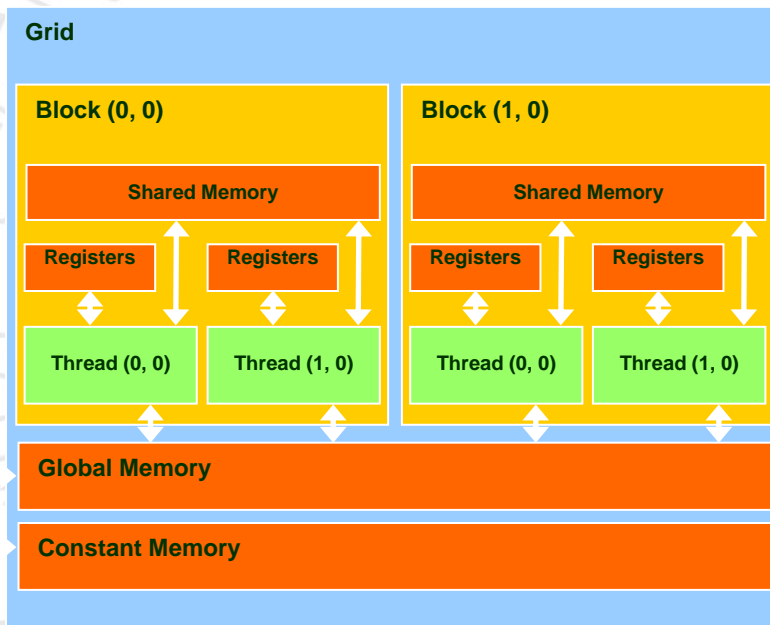 Grid
Block (0, 0)
Block (1, 0)
Shared Memory
Shared Memory
Registers
Registers
Registers
Registers
Thread (0, 0)
Thread (1, 0)
Thread (0, 0)
Thread (1, 0)
Global Memory
Constant Memory